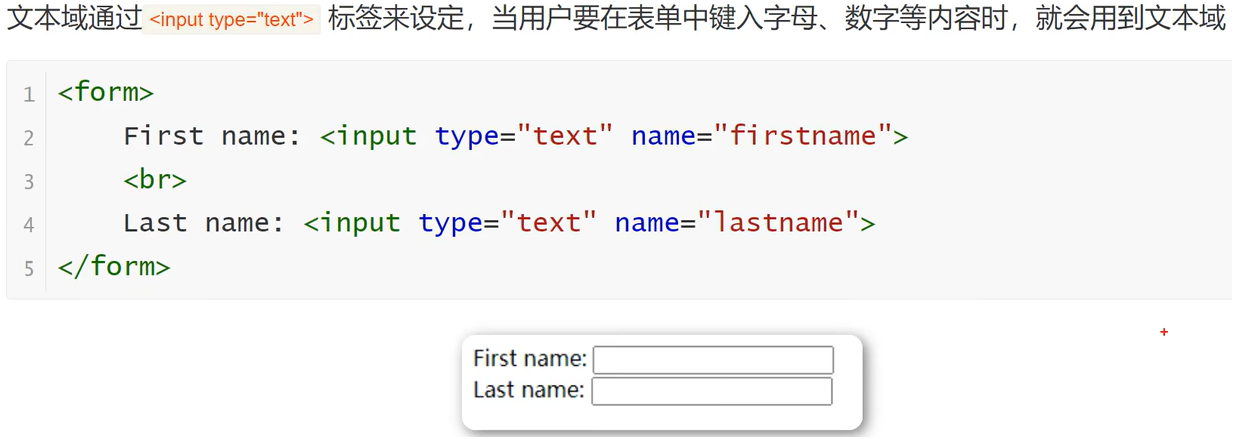 文本域通过<input type="text"> 标签来设定，当用户要在表单中键入字母、数字等内容时，就会用到文本域
1 <form>
2     First name: <input type="text" name="firstname">
3     <br>
4     Last name: <input type="text" name="lastname">
5 </form>
First name:
Last name: